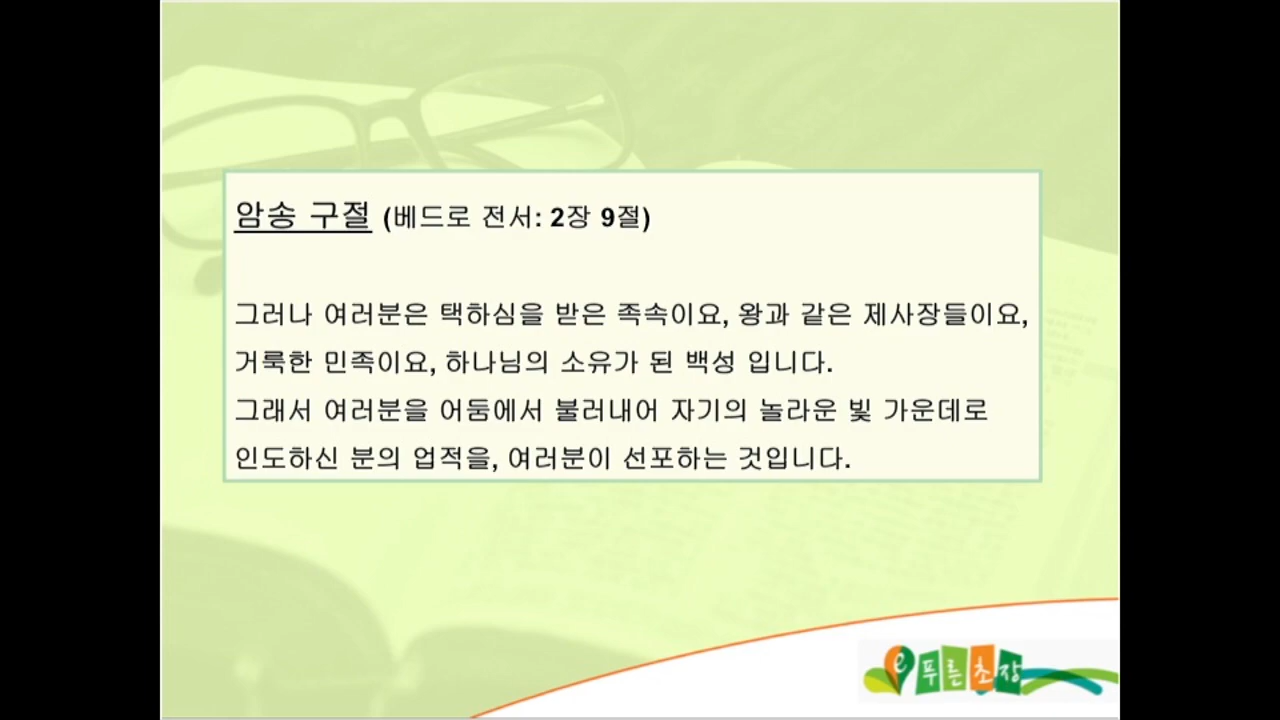 암송 구절 (베드로 전서: 2장 9절)
그러나 여러분은 택하심을 받은 족속이요, 왕과 같은 제사장들이요,
거룩한 민족이요, 하나님의 소유가 된 백성 입니다.
그래서 여러분을 어둠에서 불러내어 자기의 놀라운 빛 가운데로
인도하신 분의 업적을, 여러분이 선포하는 것입니다.
e푸른초장